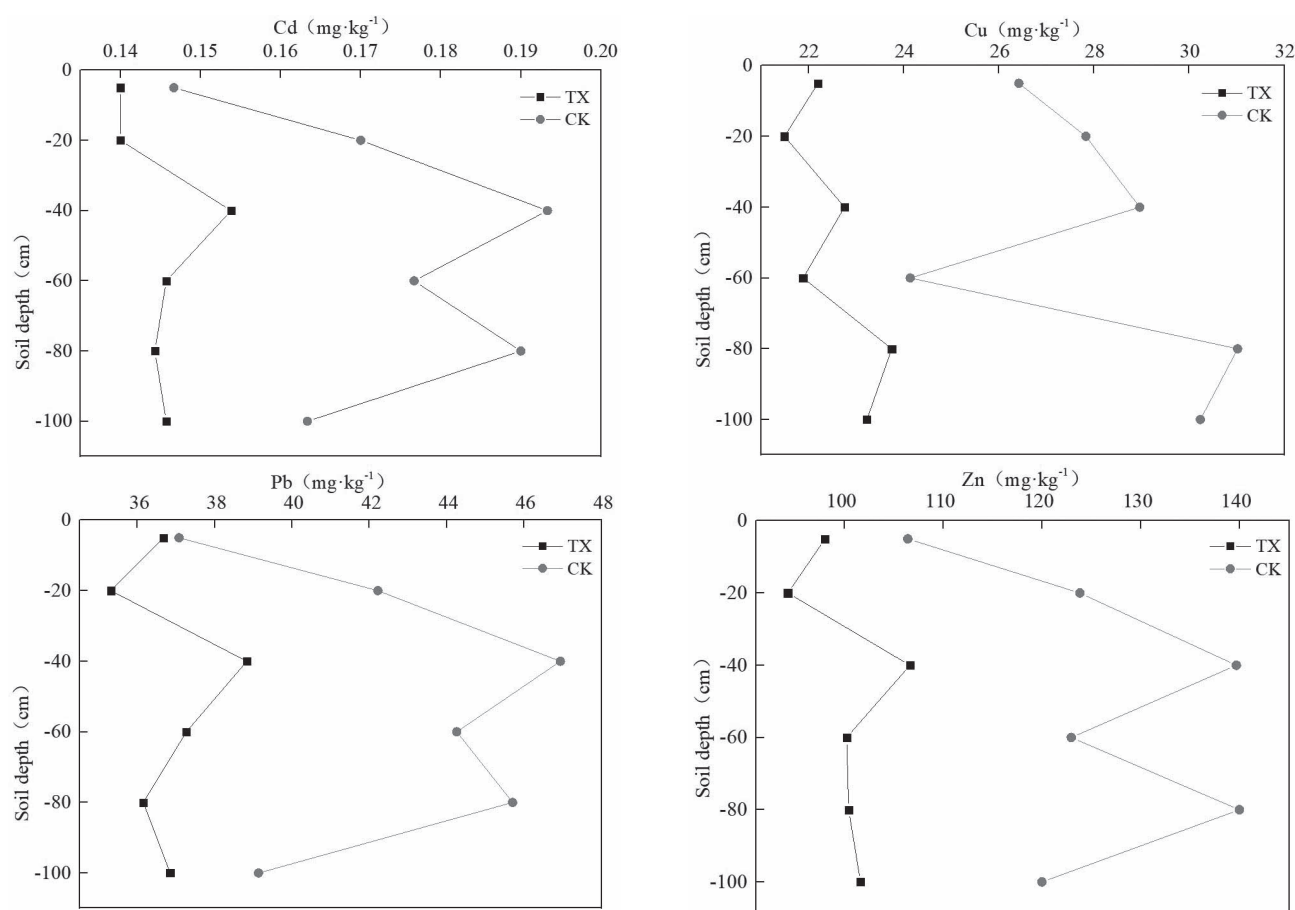 Cd（mg·kg⁻¹）
0.14 0.15 0.16 0.17 0.18 0.19 0.20
0
-20
-40
-60
-80
-100
Soil depth（cm）
TX
CK
Cu（mg·kg⁻¹）
22 24 26 28 30 32
0
-20
-40
-60
-80
-100
Soil depth（cm）
TX
CK
Pb（mg·kg⁻¹）
36 38 40 42 44 46 48
0
-20
-40
-60
-80
-100
Soil depth（cm）
TX
CK
Zn（mg·kg⁻¹）
100 110 120 130 140
0
-20
-40
-60
-80
-100
Soil depth（cm）
TX
CK